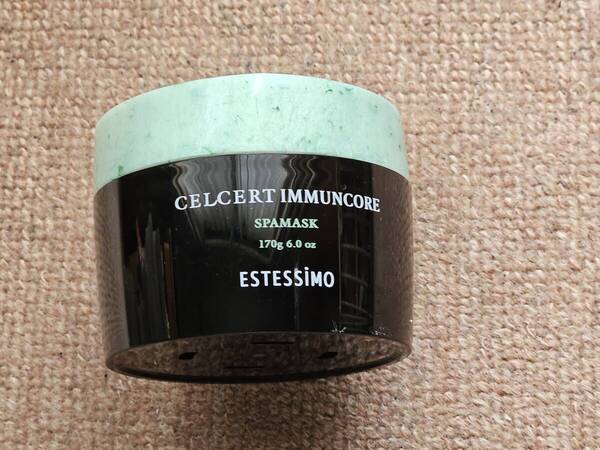 CELCERT IMMUNCORE
SPAMASK
170g 6.0 oz
ESTESSiMO